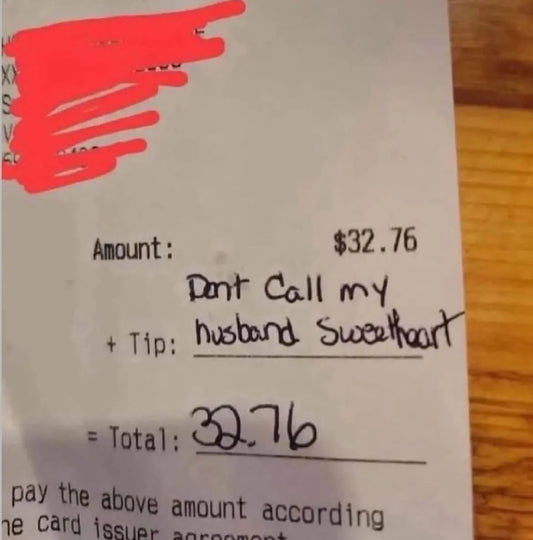 Amount: $32.76
Dont Call my
+ Tip: husband Sweetheart
= Total: 32.76
pay the above amount according
card issuer agreement